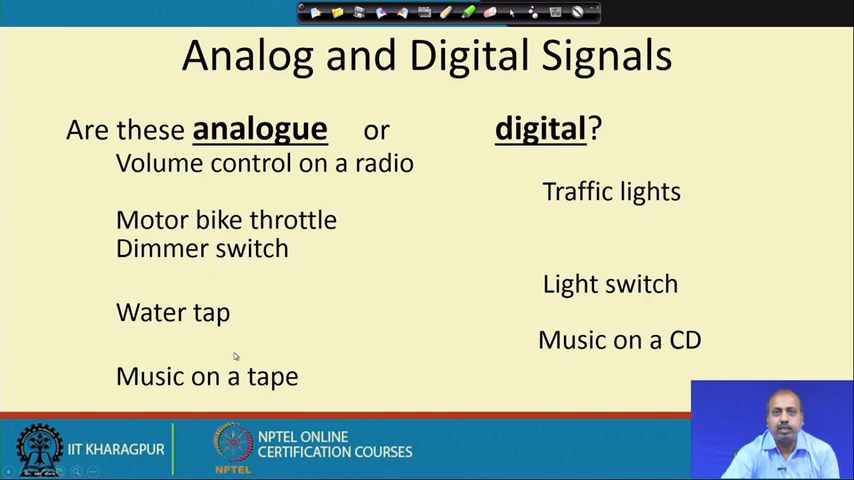 Analog and Digital Signals
Are these analogue or digital?
Volume control on a radio
Traffic lights
Motor bike throttle
Dimmer switch
Light switch
Water tap
Music on a CD
Music on a tape
IIT KHARAGPUR
NPTEL
NPTEL ONLINE
CERTIFICATION COURSES